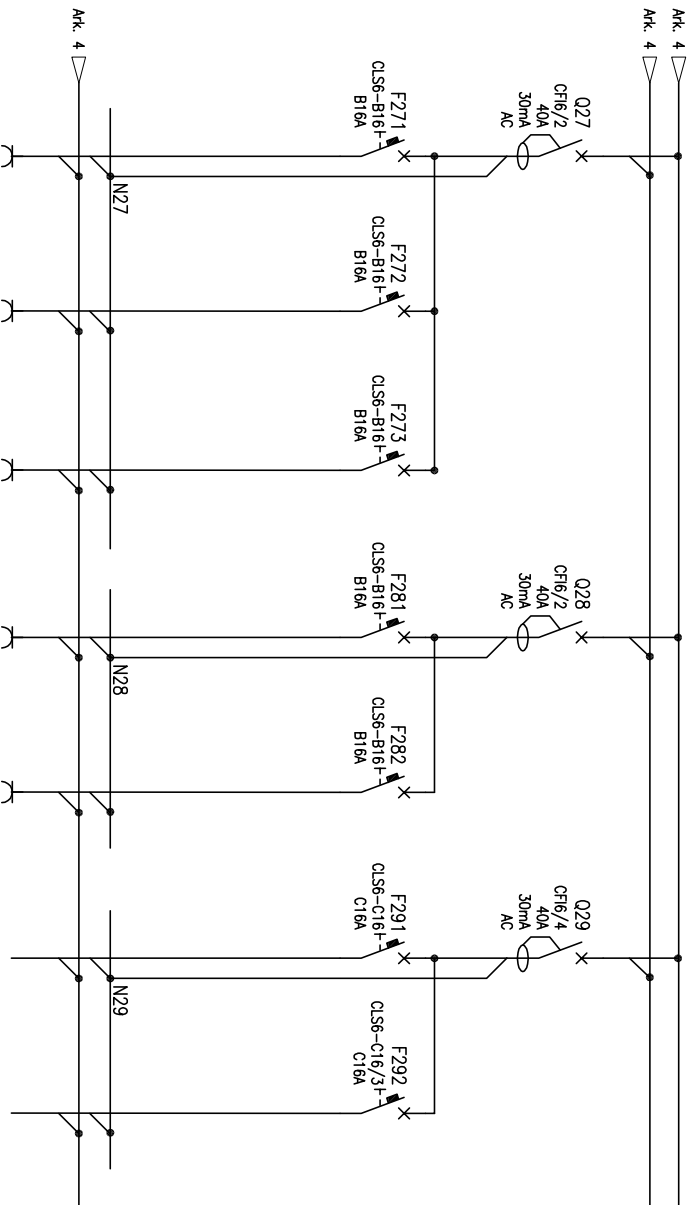 Ark. 4
Ark. 4
Q27
CFI6/2
40A
30mA
AC
Q28
CFI6/2
40A
30mA
AC
Q29
CFI6/4
40A
30mA
AC
F271
CLS6-B16
B16A
F272
CLS6-B16
B16A
F273
CLS6-B16
B16A
F281
CLS6-B16
B16A
F282
CLS6-B16
B16A
F291
CLS6-C16
C16A
F292
CLS6-C16/3
C16A
N27
N28
N29
Ark. 4